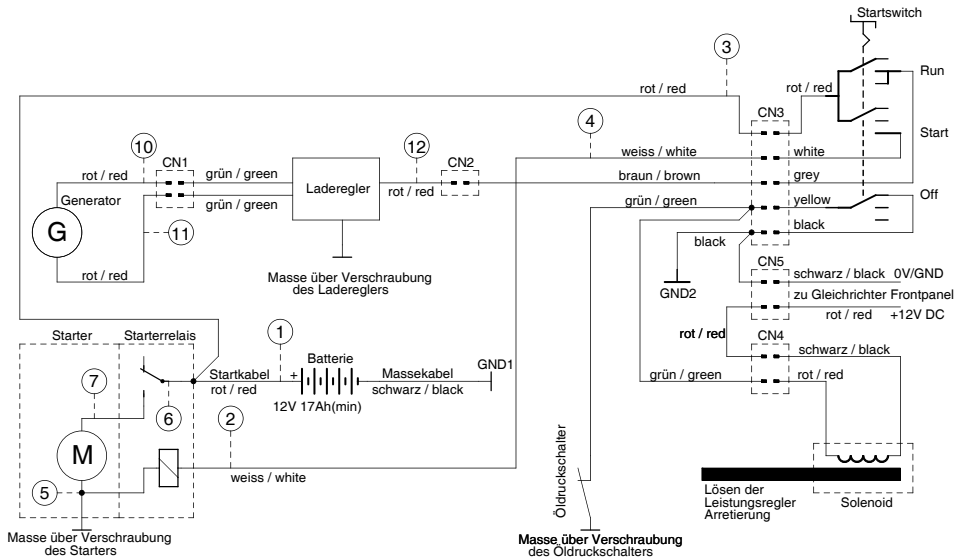 Startswitch
3
Run
rot / red
rot / red
CN3
4
Start
10
12
weiss / white
white
CN1
CN2
rot / red
grün / green
Laderegler
rot / red
braun / brown
grey
Generator
grün / green
grün / green
yellow
Off
G
11
black
black
rot / red
Masse über Verschraubung
des Ladereglers
GND2
CN5
schwarz / black
0V/GND
zu Gleichrichter Frontpanel
rot / red
+12V DC
Starter
Starterrelais
1
rot / red
CN4
schwarz / black
Batterie
GND1
7
Startkabel
+
Massekabel
grün / green
rot / red
rot / red
schwarz / black
6
12V 17Ah(min)
2
M
weiss / white
5
Öldruckschalter
Lösen der
Leistungsregler
Arretierung
Solenoid
Masse über Verschraubung
des Starters
Masse über Verschraubung
des Öldruckschalters